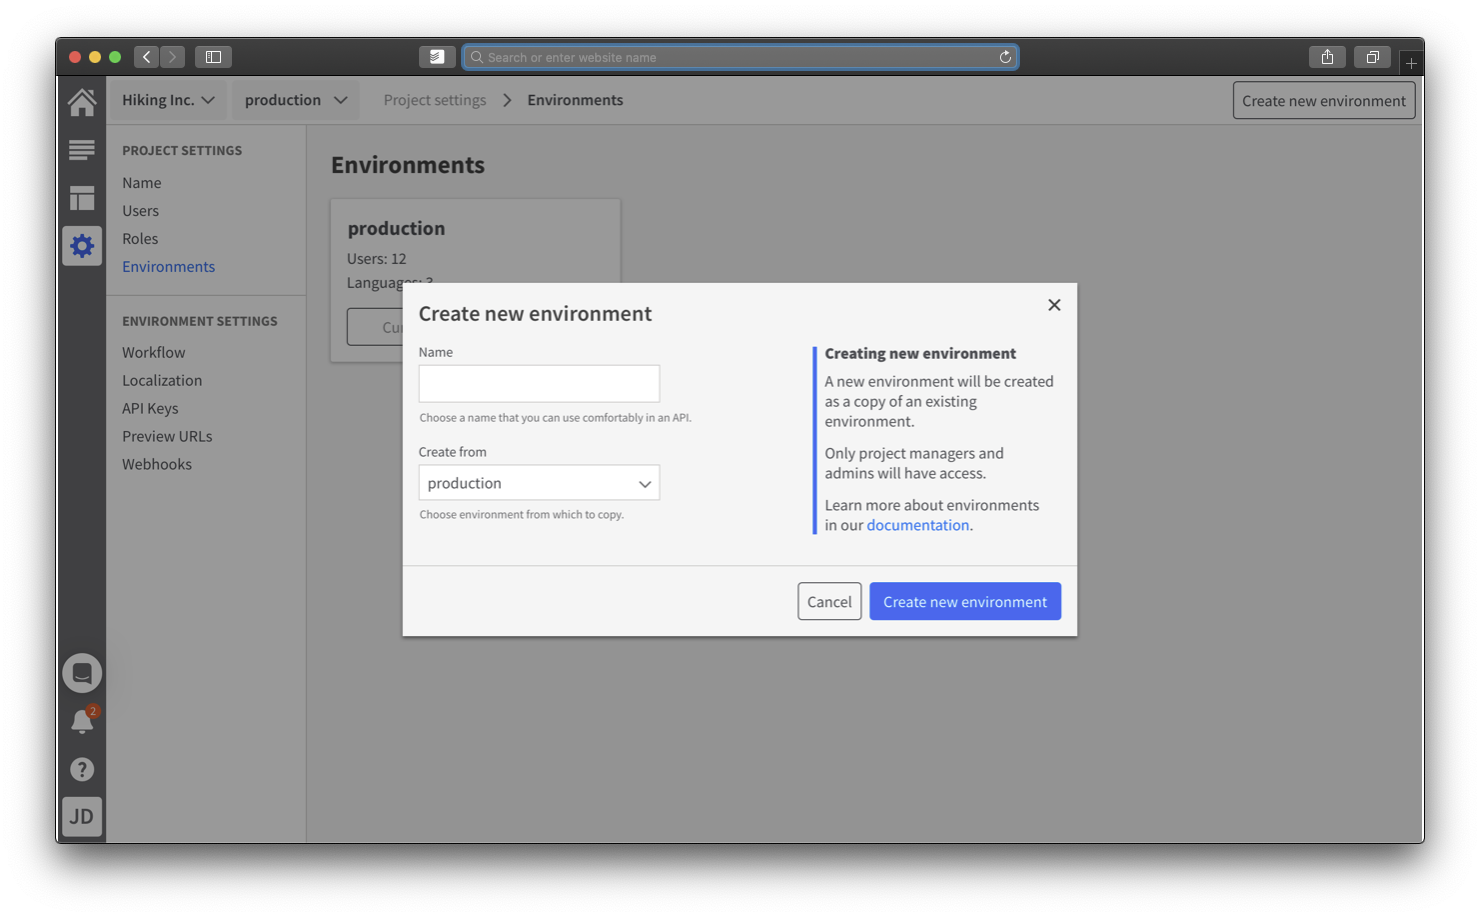 Search or enter website name
Hiking Inc.
production
Project settings
Environments
Create new environment
PROJECT SETTINGS
Name
Users
Roles
Environments
ENVIRONMENT SETTINGS
Workflow
Localization
API Keys
Preview URLs
Webhooks
2
?
JD
Environments
production
Users: 12
Languages: 3
Create new environment
Name
Choose a name that you can use comfortably in an API.
Create from
production
Choose environment from which to copy.
Creating new environment
A new environment will be created
as a copy of an existing
environment.
Only project managers and
admins will have access.
Learn more about environments
in our documentation.
Cancel
Create new environment